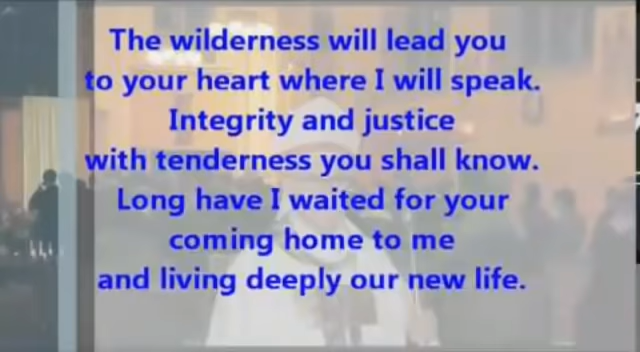 The wilderness will lead you
to your heart where I will speak.
Integrity and justice
with tenderness you shall know.
Long have I waited for your
coming home to me
and living deeply our new life.